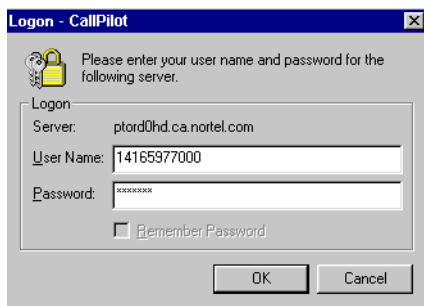 Logon - CallPilot
Please enter your user name and password for the
following server.
Logon
Server: ptord0hd.ca.nortel.com
User Name: 14165977000
Password: xxxxxxx
Remember Password
OK Cancel